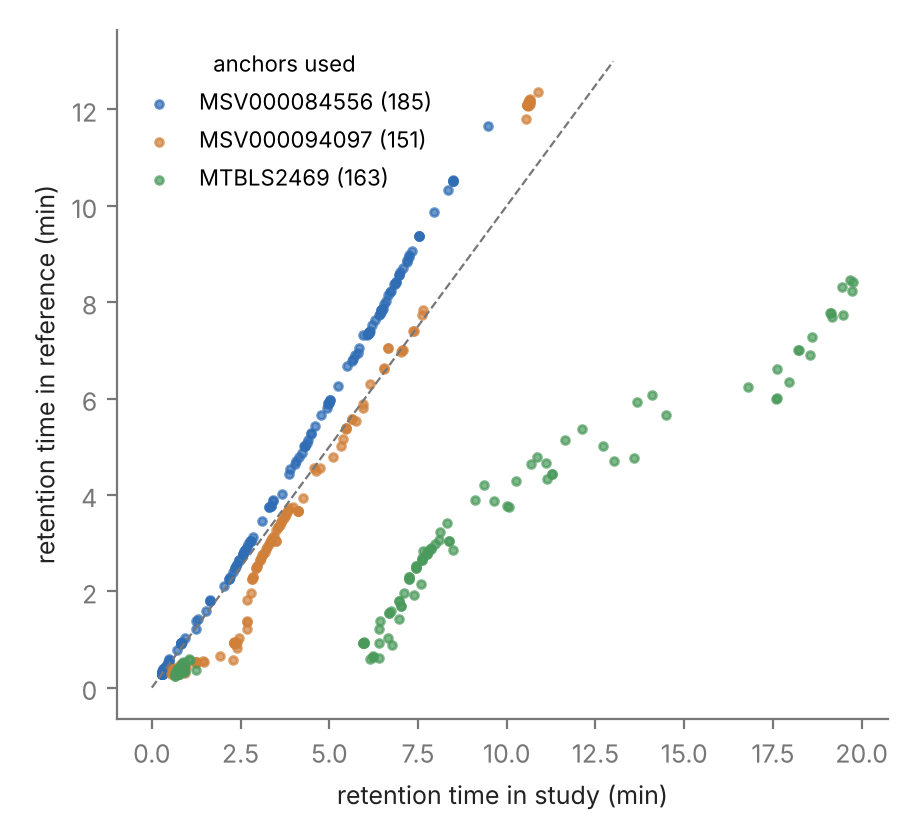 anchors used
MSV000084556 (185)
MSV000094097 (151)
MTBLS2469 (163)
retention time in reference (min)
12
10
8
6
4
2
0
0.0 2.5 5.0 7.5 10.0 12.5 15.0 17.5 20.0
retention time in study (min)